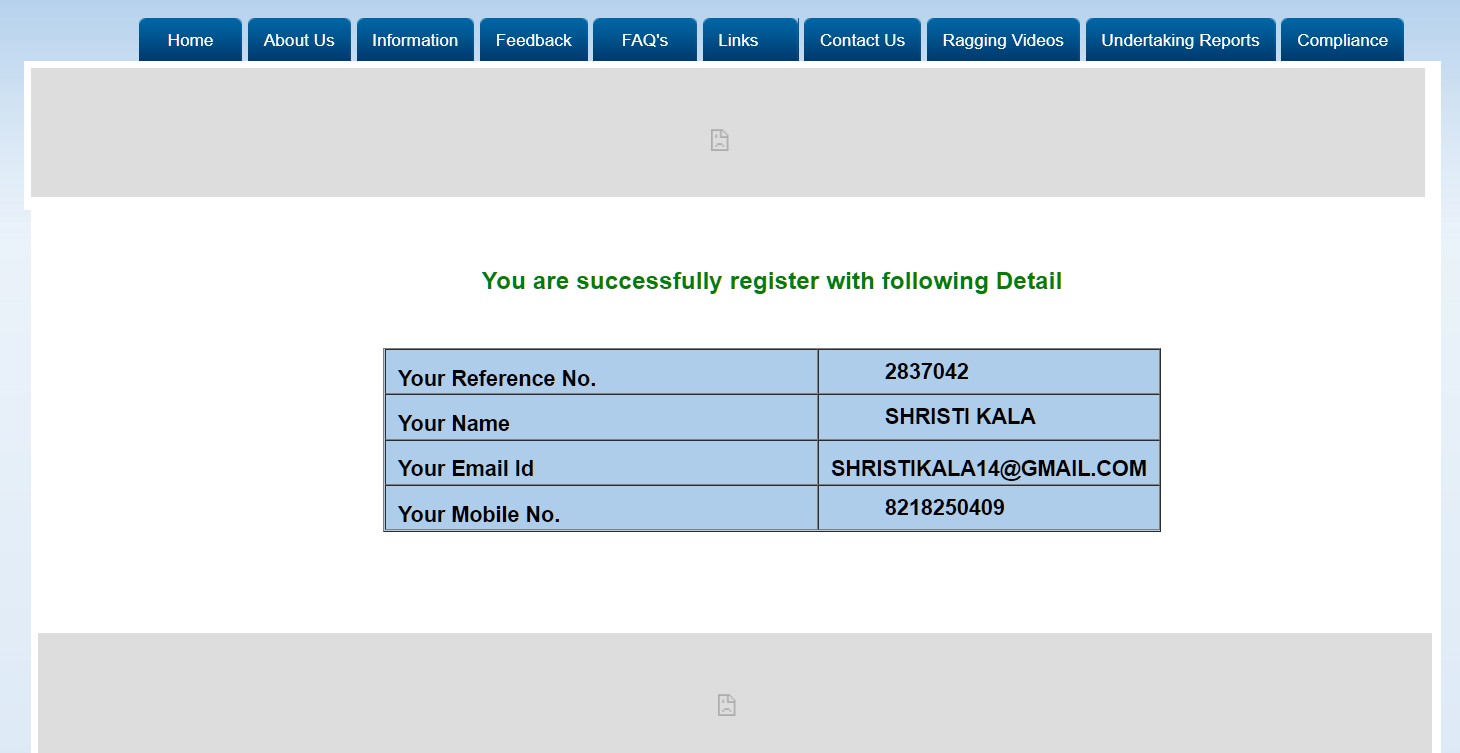 Home About Us Information Feedback FAQ's Links Contact Us Ragging Videos Undertaking Reports Compliance
You are successfully register with following Detail
Your Reference No. 2837042
Your Name SHRISTI KALA
Your Email Id SHRISTIKALA14@GMAIL.COM
Your Mobile No. 8218250409